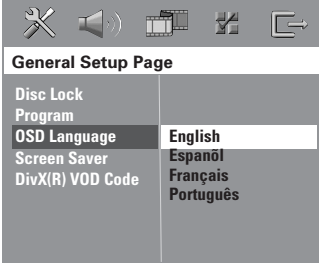 General Setup Page
Disc Lock
Program
OSD Language
Screen Saver
DivX(R) VOD Code
English
Espanõl
Français
Português